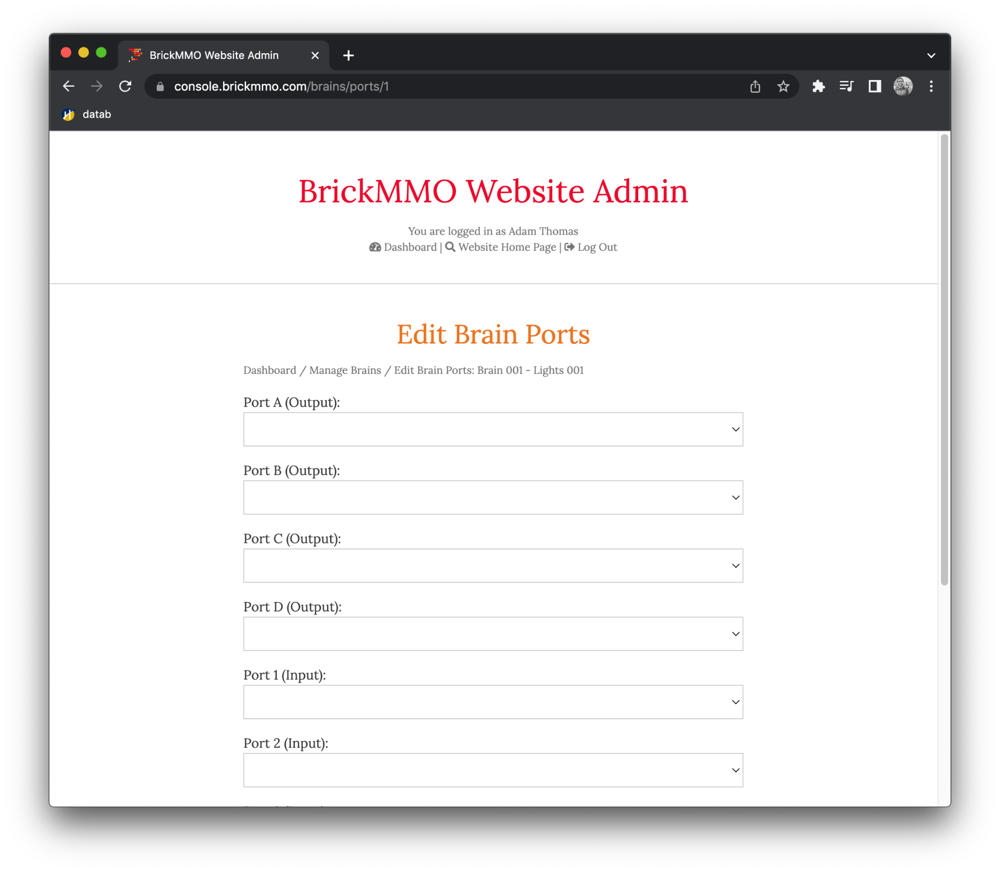 BrickMMO Website Admin
console.brickmmo.com/brains/ports/1
datab
BrickMMO Website Admin
You are logged in as Adam Thomas
Dashboard | Website Home Page | Log Out
Edit Brain Ports
Dashboard / Manage Brains / Edit Brain Ports: Brain 001 - Lights 001
Port A (Output):
Port B (Output):
Port C (Output):
Port D (Output):
Port 1 (Input):
Port 2 (Input):